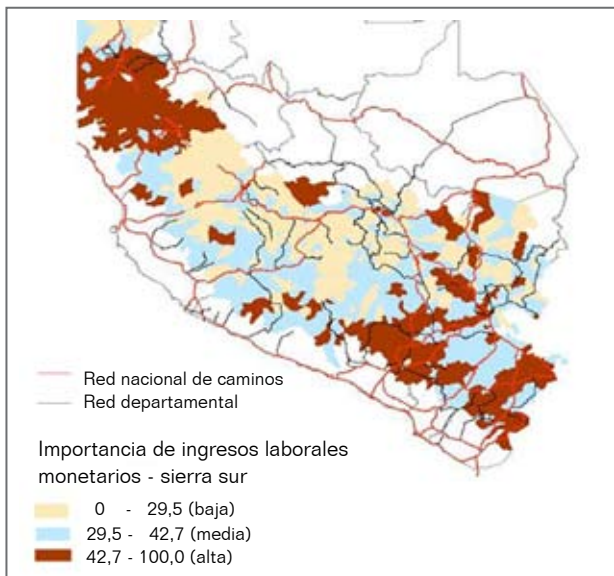 Red nacional de caminos
Red departamental
Importancia de ingresos laborales
monetarios - sierra sur
0 - 29,5 (baja)
29,5 - 42,7 (media)
42,7 - 100,0 (alta)